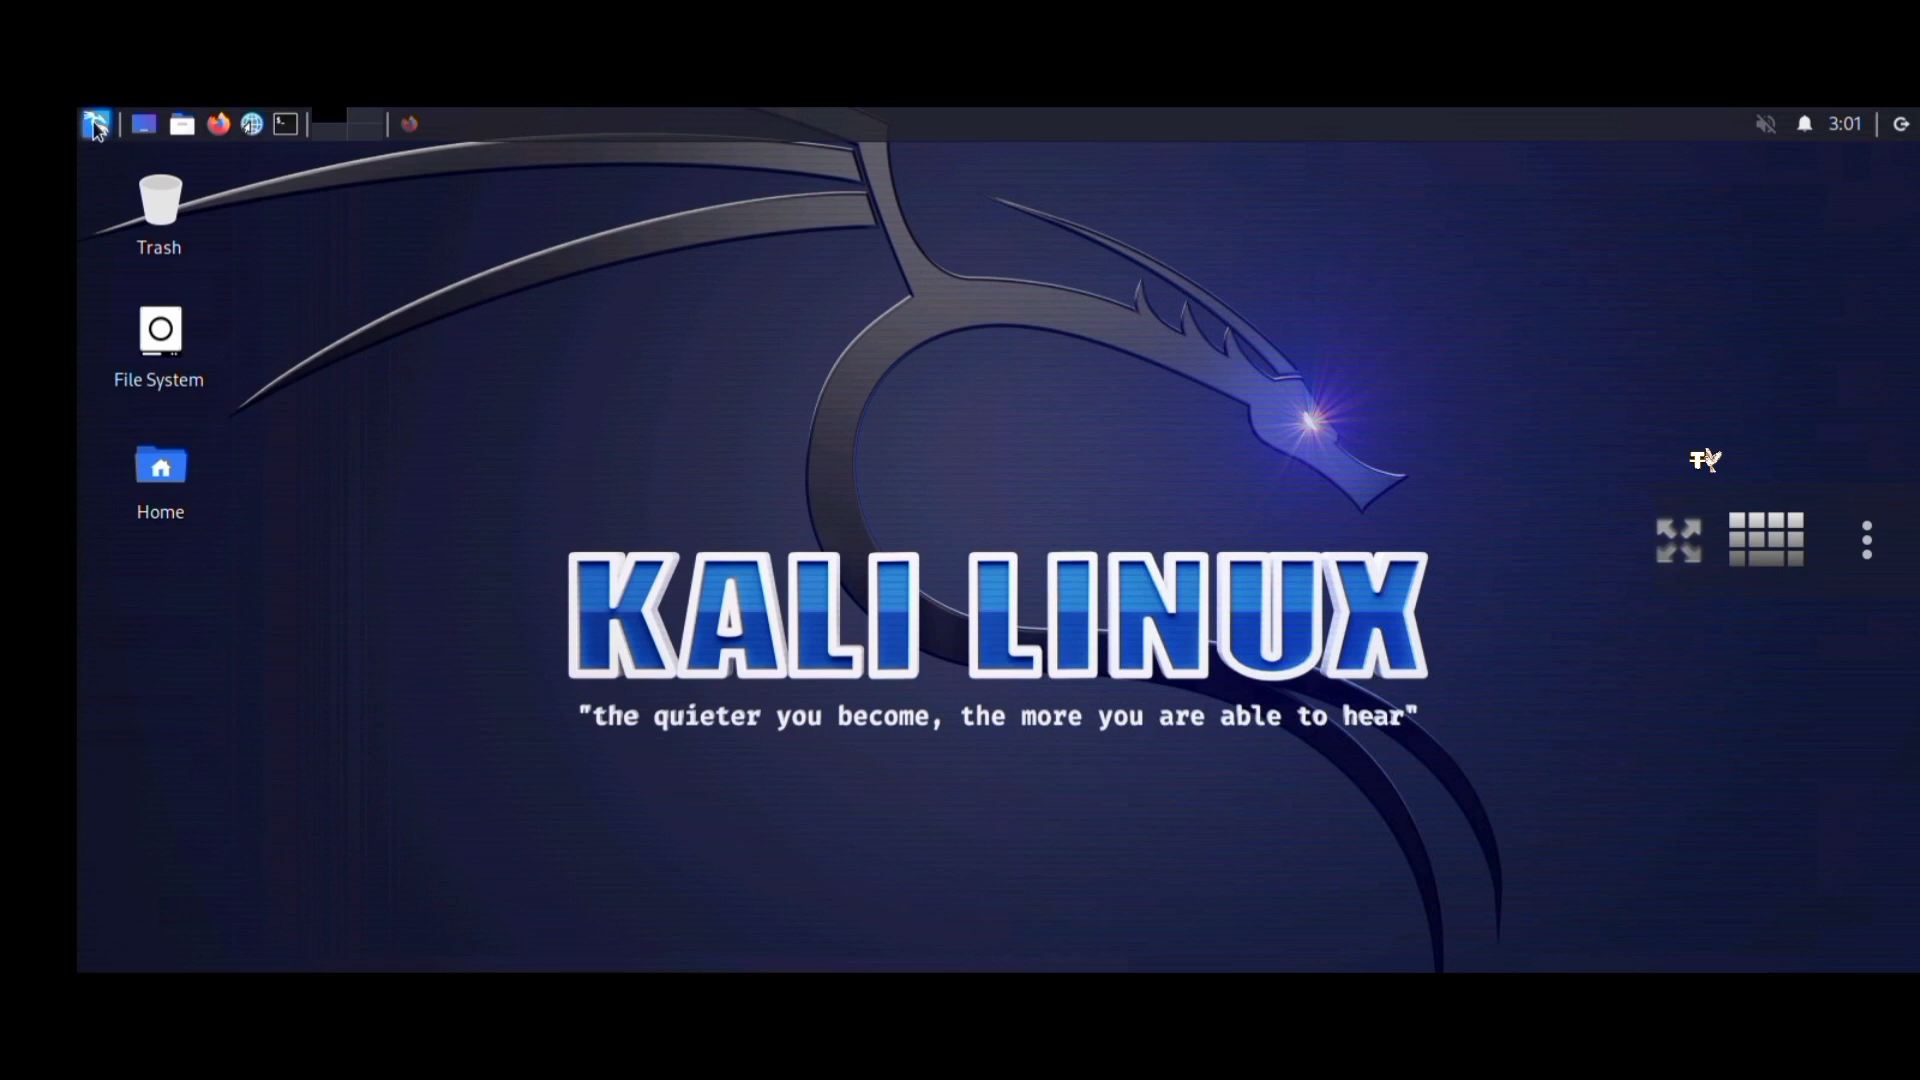 3:01
Trash
File System
Home
KALI LINUX
"the quieter you become, the more you are able to hear"